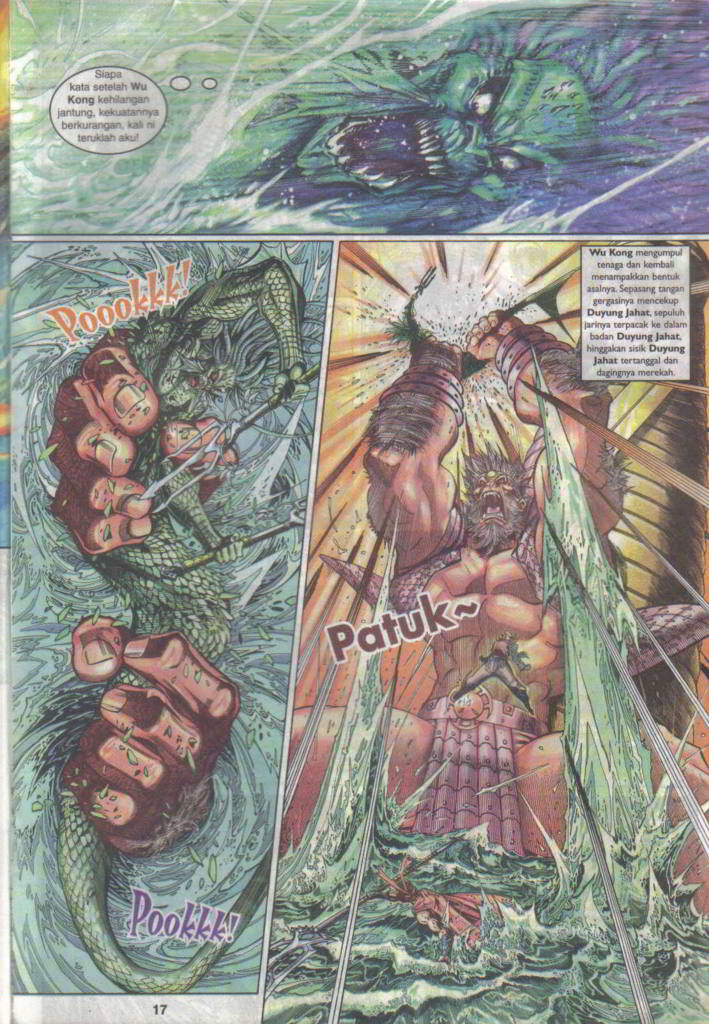 Siapa
kata setelah Wu
Kong kehilangan
jantung, kekuatannya
berkurangan, kali ni
teruklah aku!
Poookkk!
Wu Kong mengumpul
tenaga dan kembali
menampakkan bentuk
asalnya. Sepasang tangan
gergasinya mencekup
Duyung Jahat, sepuluh
jarinya terpacak ke dalam
badan Duyung Jahat,
hinggakan sisik Duyung
Jahat tertanggal dan
dagingnya merekah.
Patuk~
Pookkk!
17